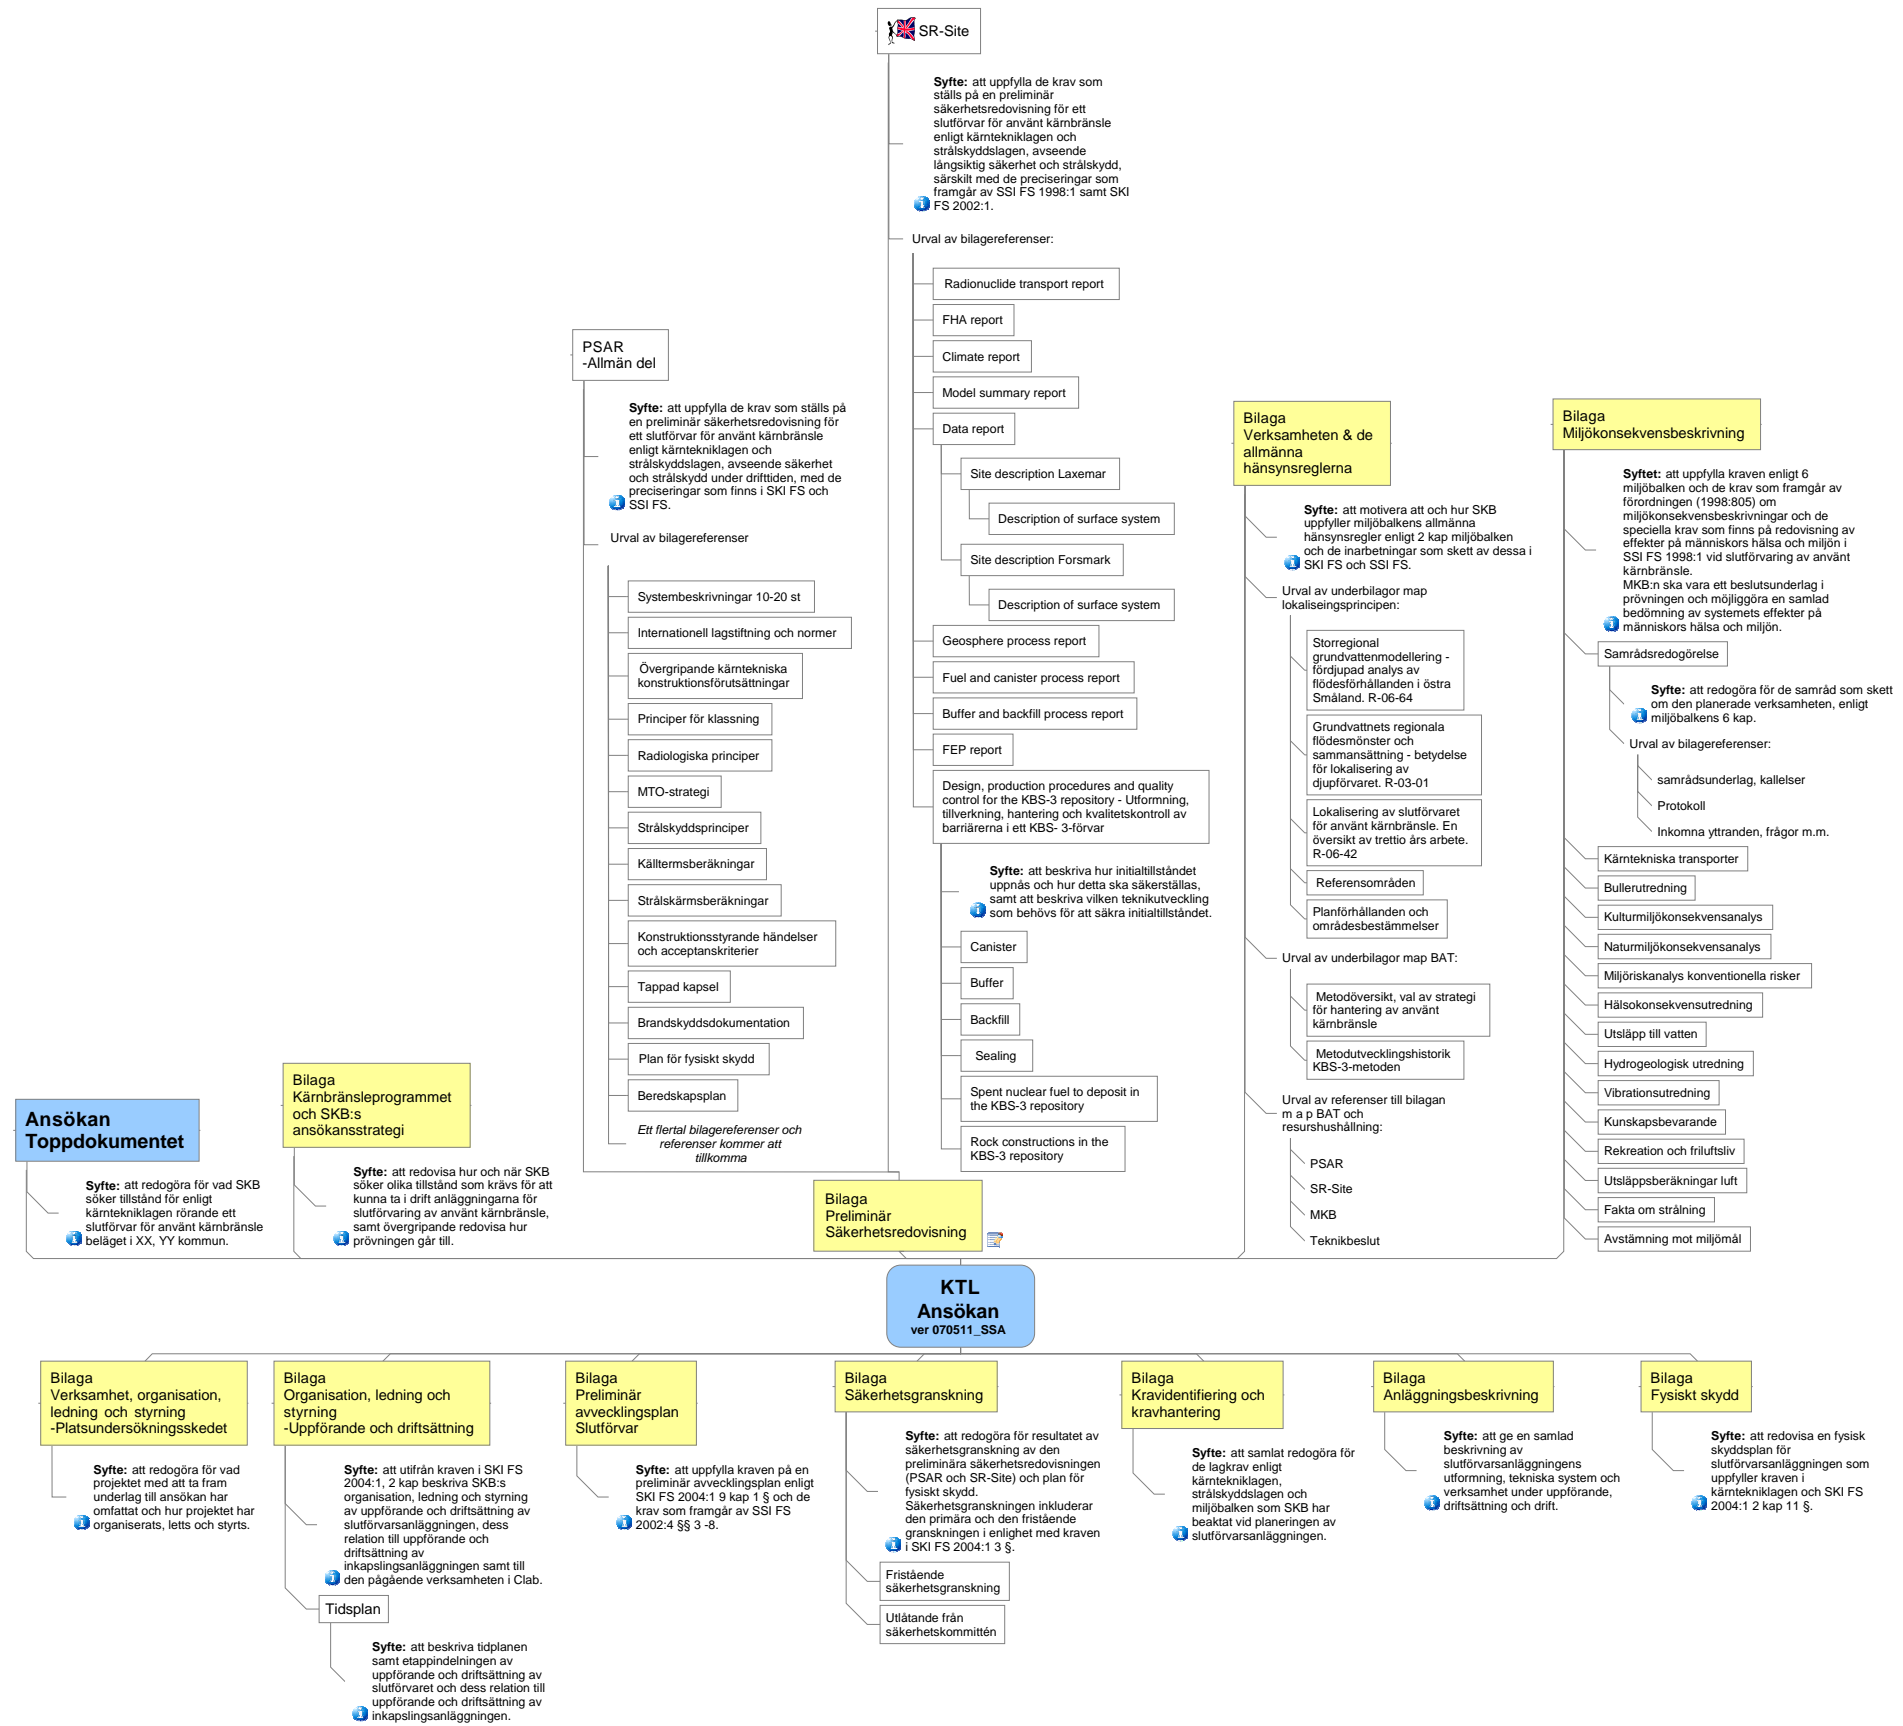 SR-Site
Syfte: att uppfylla de krav som
ställs på en preliminär
säkerhetsredovisning för ett
slutförvar för använt kärnbränsle
enligt kärntekniklagen och
strålskyddslagen, avseende
långsiktig säkerhet och strålskydd,
särskilt med de preciseringar som
framgår av SSI FS 1998:1 samt SKI
FS 2002:1.
Urval av bilagereferenser:
Radionuclide transport report
FHA report
Climate report
Model summary report
Data report
Site description Laxemar
Description of surface system
Site description Forsmark
Description of surface system
Geosphere process report
Fuel and canister process report
Buffer and backfill process report
FEP report
Design, production procedures and quality
control for the KBS-3 repository - Utformning,
tillverkning, hantering och kvalitetskontroll av
barriärerna i ett KBS- 3-förvar
Syfte: att beskriva hur initialtillståndet
uppnås och hur detta ska säkerställas,
samt att beskriva vilken teknikutveckling
som behövs för att säkra initialtillståndet.
Canister
Buffer
Backfill
Sealing
Spent nuclear fuel to deposit in
the KBS-3 repository
Rock constructions in the
KBS-3 repository
PSAR
-Allmän del
Syfte: att uppfylla de krav som ställs på
en preliminär säkerhetsredovisning för
ett slutförvar för använt kärnbränsle
enligt kärntekniklagen och
strålskyddslagen, avseende säkerhet
och strålskydd under drifttiden, med de
preciseringar som finns i SKI FS och
SSI FS.
Urval av bilagereferenser
Systembeskrivningar 10-20 st
Internationell lagstiftning och normer
Övergripande kärntekniska
konstruktionsförutsättningar
Principer för klassning
Radiologiska principer
MTO-strategi
Strålskyddsprinciper
Källtermsberäkningar
Strålskärmsberäkningar
Konstruktionsstyrande händelser
och acceptanskriterier
Tappad kapsel
Brandskyddsdokumentation
Plan för fysiskt skydd
Beredskapsplan
Ett flertal bilagereferenser och
referenser kommer att
tillkomma
Bilaga
Verksamheten & de
allmänna
hänsynsreglerna
Syfte: att motivera att och hur SKB
uppfyller miljöbalkens allmänna
hänsynsregler enligt 2 kap miljöbalken
och de inarbetningar som skett av dessa i
SKI FS och SSI FS.
Urval av underbilagor map
lokaliseingsprincipen:
Storregional
grundvattenmodellering -
fördjupad analys av
flödesförhållanden i östra
Småland. R-06-64
Grundvattnets regionala
flödesmönster och
sammansättning - betydelse
för lokalisering av
djupförvaret. R-03-01
Lokalisering av slutförvaret
för använt kärnbränsle. En
översikt av trettio års arbete.
R-06-42
Referensområden
Planförhållanden och
områdesbestämmelser
Urval av underbilagor map BAT:
Metodöversikt, val av strategi
för hantering av använt
kärnbränsle
Metodutvecklingshistorik
KBS-3-metoden
Urval av referenser till bilagan
m a p BAT och
resurshushållning:
PSAR
SR-Site
MKB
Teknikbeslut
Bilaga
Miljökonsekvensbeskrivning
Syftet: att uppfylla kraven enligt 6
miljöbalken och de krav som framgår av
förordningen (1998:805) om
miljökonsekvensbeskrivningar och de
speciella krav som finns på redovisning av
effekter på människors hälsa och miljön i
SSI FS 1998:1 vid slutförvaring av använt
kärnbränsle.
MKB:n ska vara ett beslutsunderlag i
prövningen och möjliggöra en samlad
bedömning av systemets effekter på
människors hälsa och miljön.
Samrådsredogörelse
Syfte: att redogöra för de samråd som skett
om den planerade verksamheten, enligt
miljöbalkens 6 kap.
Urval av bilagereferenser:
samrådsunderlag, kallelser
Protokoll
Inkomna yttranden, frågor m.m.
Kärntekniska transporter
Bullerutredning
Kulturmiljökonsekvensanalys
Naturmiljökonsekvensanalys
Miljöriskanalys konventionella risker
Hälsokonsekvensutredning
Utsläpp till vatten
Hydrogeologisk utredning
Vibrationsutredning
Kunskapsbevarande
Rekreation och friluftsliv
Utsläppsberäkningar luft
Fakta om strålning
Avstämning mot miljömål
Ansökan
Toppdokumentet
Syfte: att redogöra för vad SKB
söker tillstånd för enligt
kärntekniklagen rörande ett
slutförvar för använt kärnbränsle
beläget i XX, YY kommun.
Bilaga
Kärnbränsleprogrammet
och SKB:s
ansökansstrategi
Syfte: att redovisa hur och när SKB
söker olika tillstånd som krävs för att
kunna ta i drift anläggningarna för
slutförvaring av använt kärnbränsle,
samt övergripande redovisa hur
prövningen går till.
Bilaga
Preliminär
Säkerhetsredovisning
KTL
Ansökan
ver 070511_SSA
Bilaga
Verksamhet, organisation,
ledning och styrning
-Platsundersökningsskedet
Syfte: att redogöra för vad
projektet med att ta fram
underlag till ansökan har
omfattat och hur projektet har
organiserats, letts och styrts.
Bilaga
Organisation, ledning och
styrning
-Uppförande och driftsättning
Syfte: att utifrån kraven i SKI FS
2004:1, 2 kap beskriva SKB:s
organisation, ledning och styrning
av uppförande och driftsättning av
slutförvarsanläggningen, dess
relation till uppförande och
driftsättning av
inkapslingsanläggningen samt till
den pågående verksamheten i Clab.
Tidsplan
Syfte: att beskriva tidplanen
samt etappindelningen av
uppförande och driftsättning av
slutförvaret och dess relation till
uppförande och driftsättning av
inkapslingsanläggningen.
Bilaga
Preliminär
avvecklingsplan
Slutförvar
Syfte: att uppfylla kraven på en
preliminär avvecklingsplan enligt
SKI FS 2004:1 9 kap 1 § och de
krav som framgår av SSI FS
2002:4 §§ 3 -8.
Bilaga
Säkerhetsgranskning
Syfte: att redogöra för resultatet av
säkerhetsgranskning av den
preliminära säkerhetsredovisningen
(PSAR och SR-Site) och plan för
fysiskt skydd.
Säkerhetsgranskningen inkluderar
den primära och den fristående
granskningen i enlighet med kraven
i SKI FS 2004:1 3 §.
Fristående
säkerhetsgranskning
Utlåtande från
säkerhetskommittén
Bilaga
Kravidentifiering och
kravhantering
Syfte: att samlat redogöra för
de lagkrav enligt
kärntekniklagen,
strålskyddslagen och
miljöbalken som SKB har
beaktat vid planeringen av
slutförvarsanläggningen.
Bilaga
Anläggningsbeskrivning
Syfte: att ge en samlad
beskrivning av
slutförvarsanläggningens
utformning, tekniska system och
verksamhet under uppförande,
driftsättning och drift.
Bilaga
Fysiskt skydd
Syfte: att redovisa en fysisk
skyddsplan för
slutförvarsanläggningen som
uppfyller kraven i
kärntekniklagen och SKI FS
2004:1 2 kap 11 §.